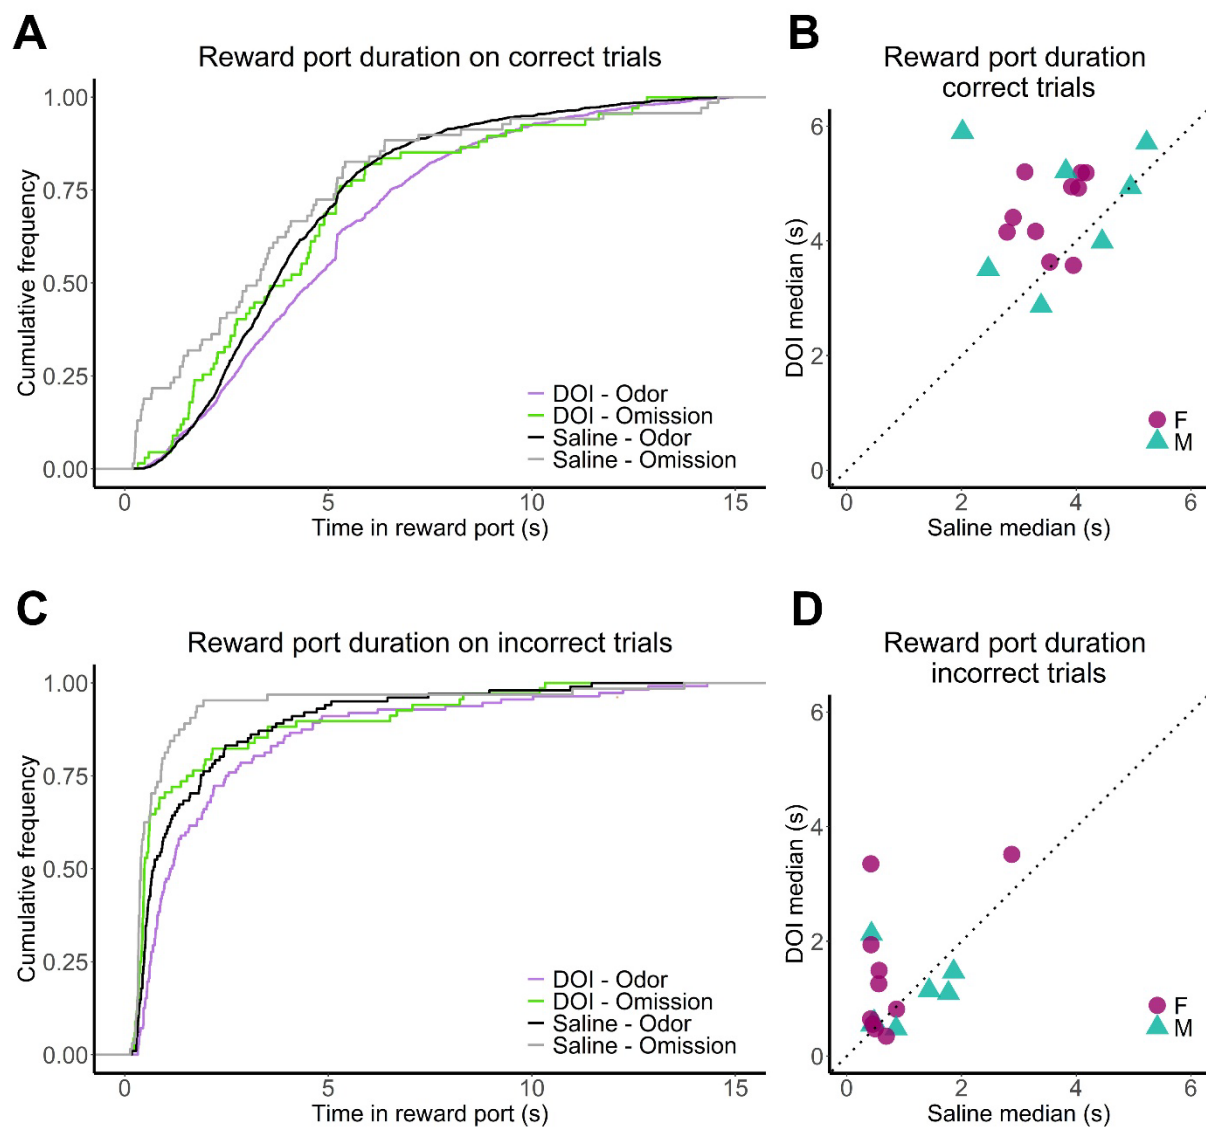 A
Reward port duration on correct trials
1.00
0.75
0.50
0.25
0.00
Cumulative frequency
DOI - Odor
DOI - Omission
Saline - Odor
Saline - Omission
0 5 10 15
Time in reward port (s)
B
Reward port duration
correct trials
6
4
2
0
DOI median (s)
F
M
0 2 4 6
Saline median (s)
C
Reward port duration on incorrect trials
1.00
0.75
0.50
0.25
0.00
Cumulative frequency
DOI - Odor
DOI - Omission
Saline - Odor
Saline - Omission
0 5 10 15
Time in reward port (s)
D
Reward port duration
incorrect trials
6
4
2
0
DOI median (s)
F
M
0 2 4 6
Saline median (s)